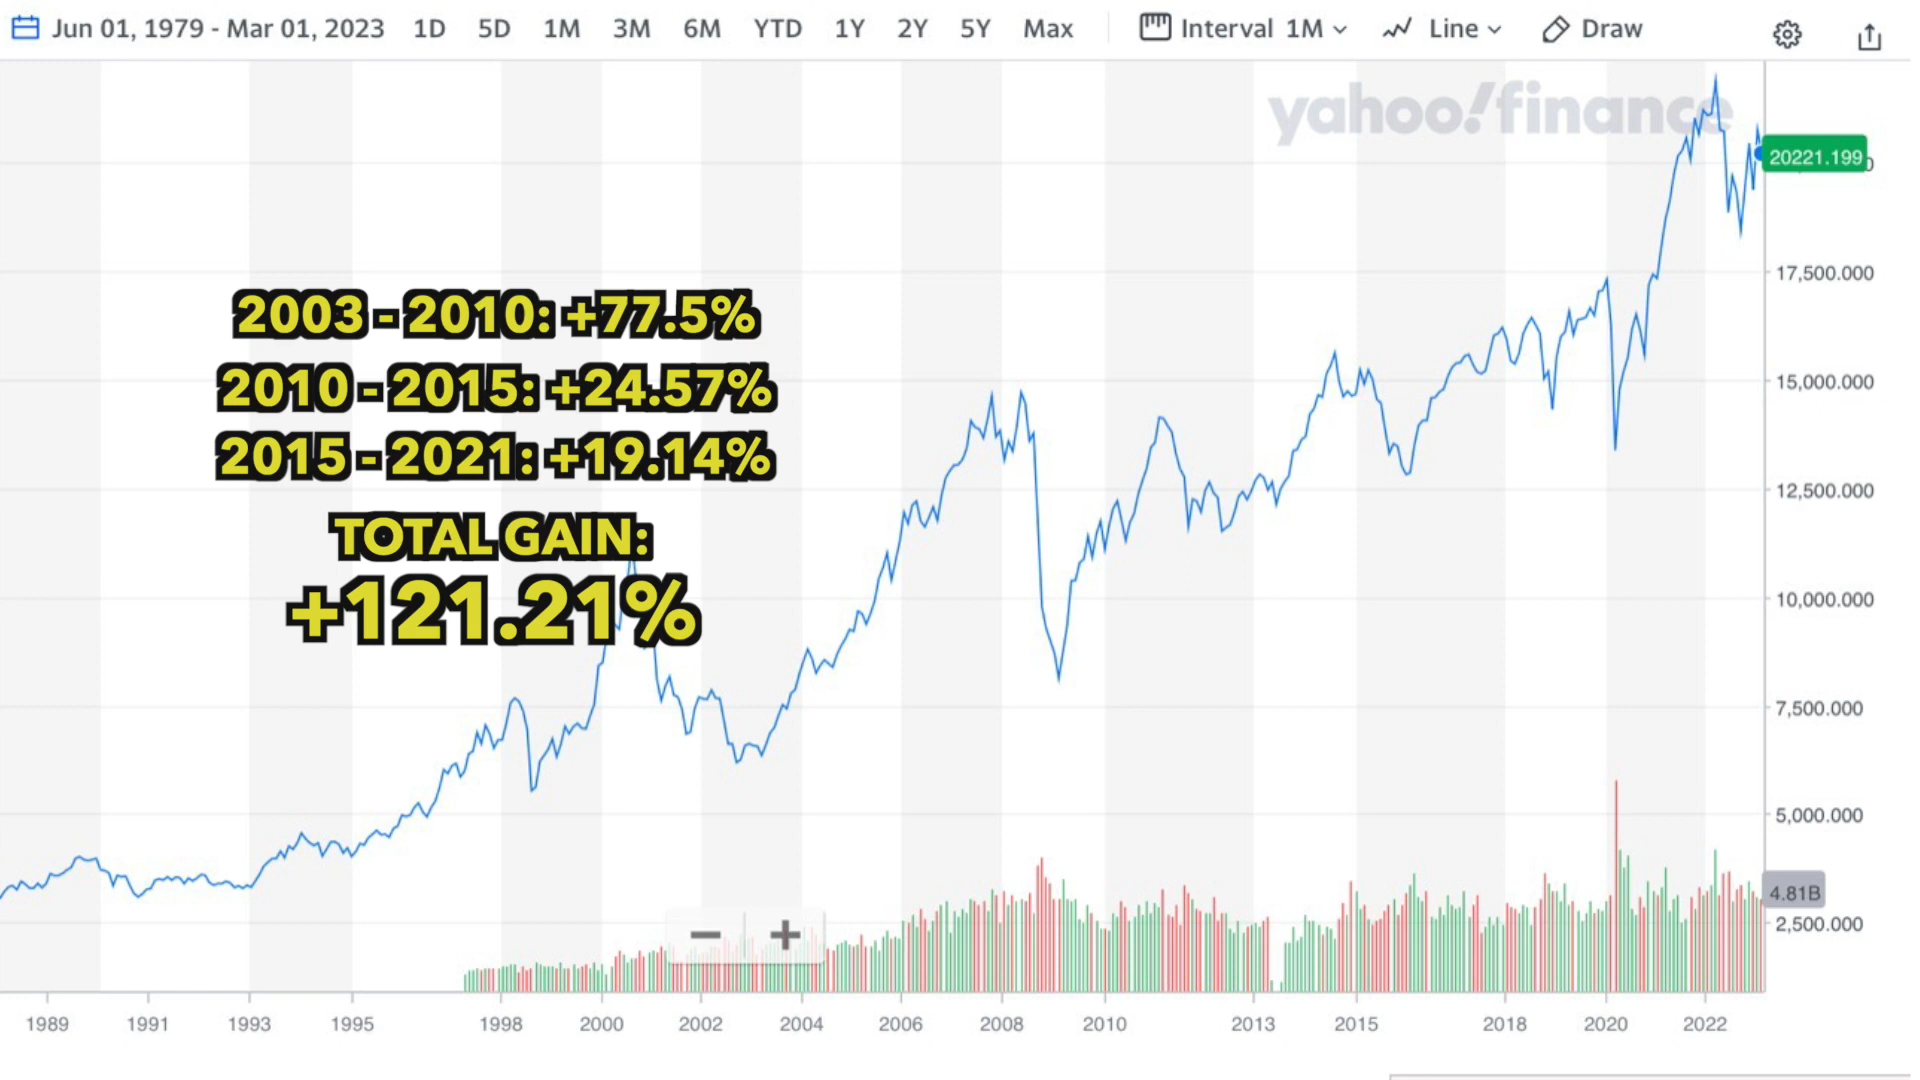 Jun 01, 1979 - Mar 01, 2023 1D 5D 1M 3M 6M YTD 1Y 2Y 5Y Max Interval 1M Line Draw
yahoo!finance
20221.199
17,500.000
2003 - 2010: +77.5%
2010 - 2015: +24.57%
15,000.000
2015 - 2021: +19.14%
12,500.000
TOTAL GAIN:
+121.21%
10,000.000
7,500.000
5,000.000
4.81B
2,500.000
1989 1991 1993 1995 1998 2000 2002 2004 2006 2008 2010 2013 2015 2018 2020 2022